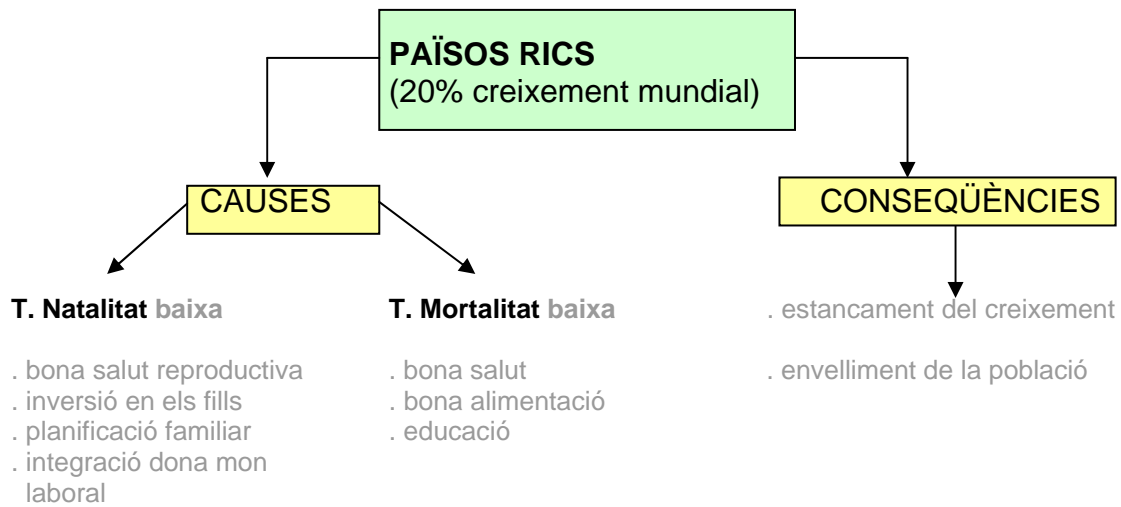 PAÏSOS RICS
(20% creixement mundial)
CAUSES
CONSEQÜÈNCIES
T. Natalitat baixa
. bona salut reproductiva
. inversió en els fills
. planificació familiar
. integració dona mon
laboral
T. Mortalitat baixa
. bona salut
. bona alimentació
. educació
. estancament del creixement
. envelliment de la població